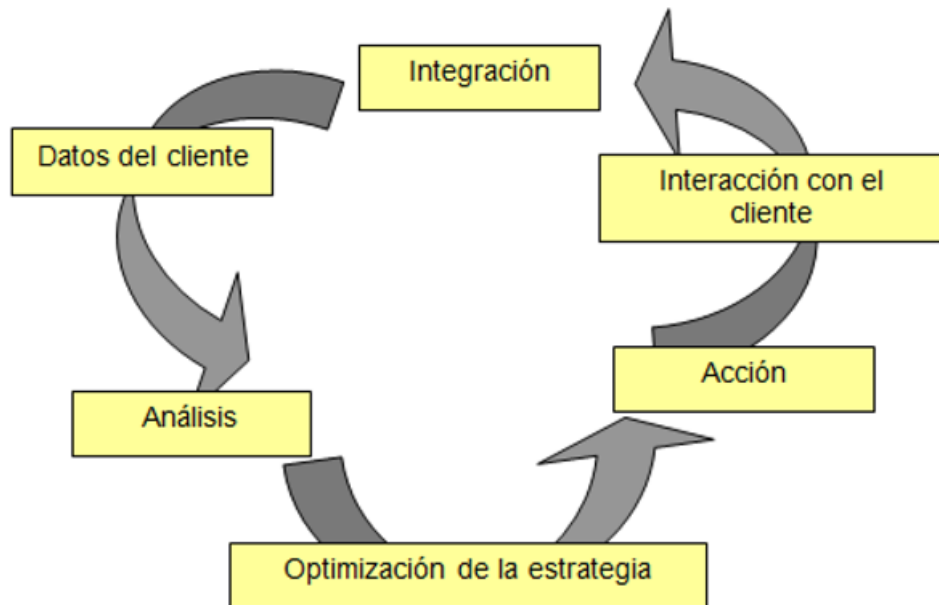 Integración
Datos del cliente
Interacción con el
cliente
Acción
Análisis
Optimización de la estrategia